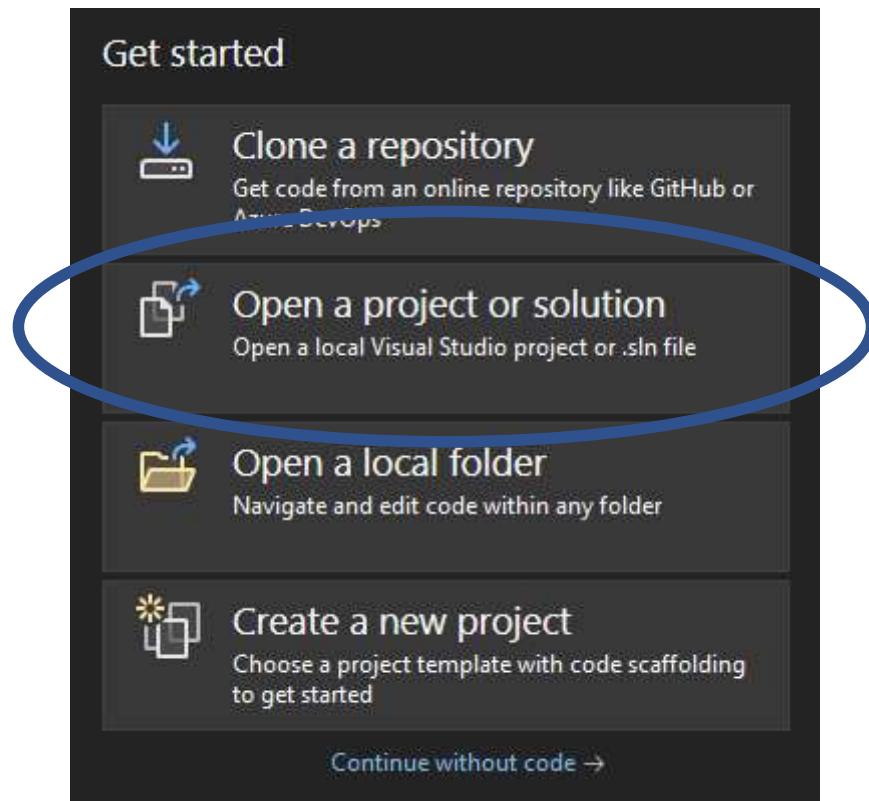 Get started
Clone a repository
Get code from an online repository like GitHub or
Azure DevOps
Open a project or solution
Open a local Visual Studio project or .sln file
Open a local folder
Navigate and edit code within any folder
Create a new project
Choose a project template with code scaffolding
to get started
Continue without code →